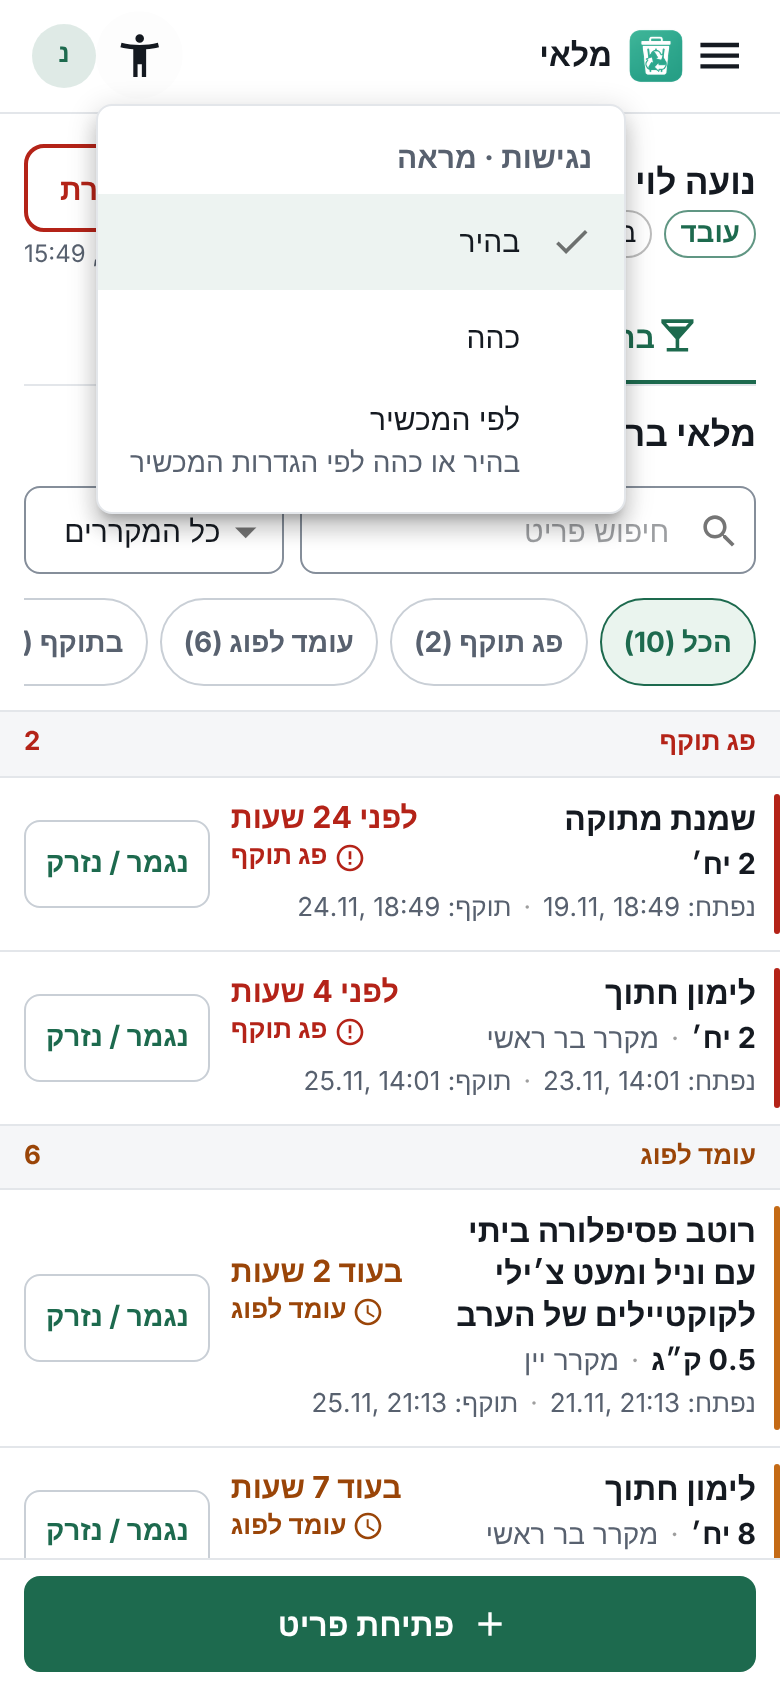 מלאי
נ
נגישות · מראה
בהיר
כהה
לפי המכשיר
בהיר או כהה לפי הגדרות המכשיר
נועה לוי
עובד
15:49
מלאי בר
חיפוש פריט
כל המקררים
הכל (10)
פג תוקף (2)
עומד לפוג (6)
בתוקף (
פג תוקף
2
שמנת מתוקה
2 יח׳
לפני 24 שעות
פג תוקף
נפתח: 19.11, 18:49 · תוקף: 24.11, 18:49
נגמר / נזרק
לימון חתוך
2 יח׳ · מקרר בר ראשי
לפני 4 שעות
פג תוקף
נפתח: 23.11, 14:01 · תוקף: 25.11, 14:01
נגמר / נזרק
עומד לפוג
6
רוטב פסיפלורה ביתי
עם וניל ומעט צ׳ילי
לקוקטיילים של הערב
0.5 ק״ג · מקרר יין
בעוד 2 שעות
עומד לפוג
נפתח: 21.11, 21:13 · תוקף: 25.11, 21:13
נגמר / נזרק
לימון חתוך
8 יח׳ · מקרר בר ראשי
בעוד 7 שעות
עומד לפוג
נגמר / נזרק
+ פתיחת פריט